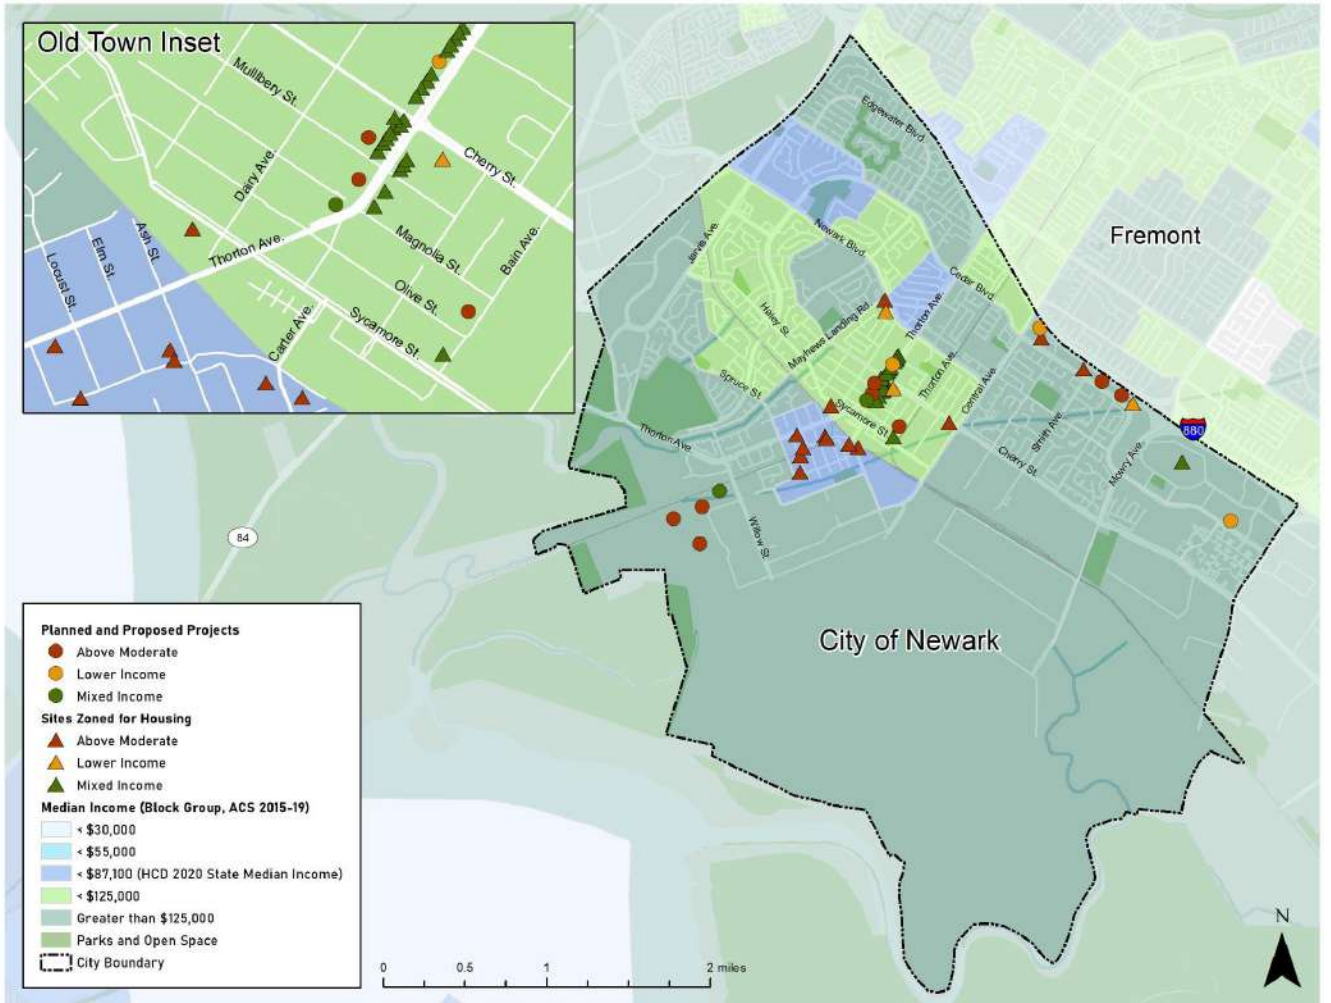 Old Town Inset
Mulilbery St.
Dairy Ave.
Cherry St.
Ash St.
Elm St.
Locust St.
Thorton Ave.
Magnolia St.
Bain Ave.
Olive St.
Sycamore St.
Carter Ave.
Edgewater Blvd.
Fremont
Jarvis Ave.
Newark Blvd.
Cedar Blvd.
Haley St.
Mayhews Landing Rd.
Thorton Ave.
Thorton Ave.
Spruce St.
Central Ave.
Sycamore St.
Smith Ave.
880
Thorton Ave.
Cherry St.
Mowry Ave.
Willow St.
84
City of Newark
Planned and Proposed Projects
Above Moderate
Lower Income
Mixed Income
Sites Zoned for Housing
Above Moderate
Lower Income
Mixed Income
Median Income (Block Group, ACS 2015-19)
< $30,000
< $55,000
< $87,100 (HCD 2020 State Median Income)
< $125,000
Greater than $125,000
Parks and Open Space
City Boundary
0 0.5 1 2 miles
N